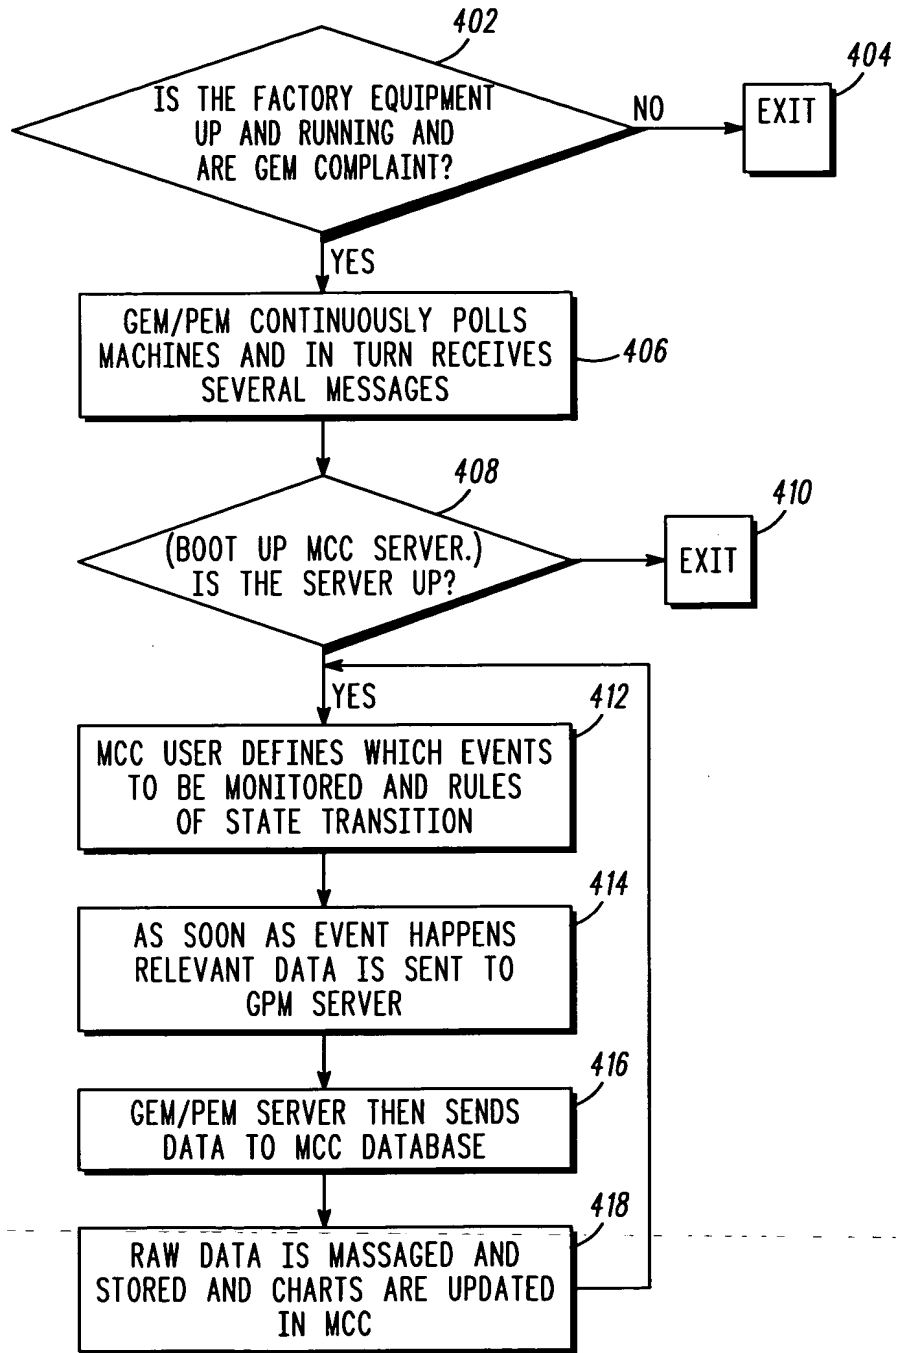 402
IS THE FACTORY EQUIPMENT
UP AND RUNNING AND
ARE GEM COMPLAINT?
NO
404
EXIT
YES
GEM/PEM CONTINUOUSLY POLLS
MACHINES AND IN TURN RECEIVES
SEVERAL MESSAGES
406
408
(BOOT UP MCC SERVER.)
IS THE SERVER UP?
410
EXIT
YES
412
MCC USER DEFINES WHICH EVENTS
TO BE MONITORED AND RULES
OF STATE TRANSITION
414
AS SOON AS EVENT HAPPENS
RELEVANT DATA IS SENT TO
GPM SERVER
416
GEM/PEM SERVER THEN SENDS
DATA TO MCC DATABASE
418
RAW DATA IS MASSAGED AND
STORED AND CHARTS ARE UPDATED
IN MCC